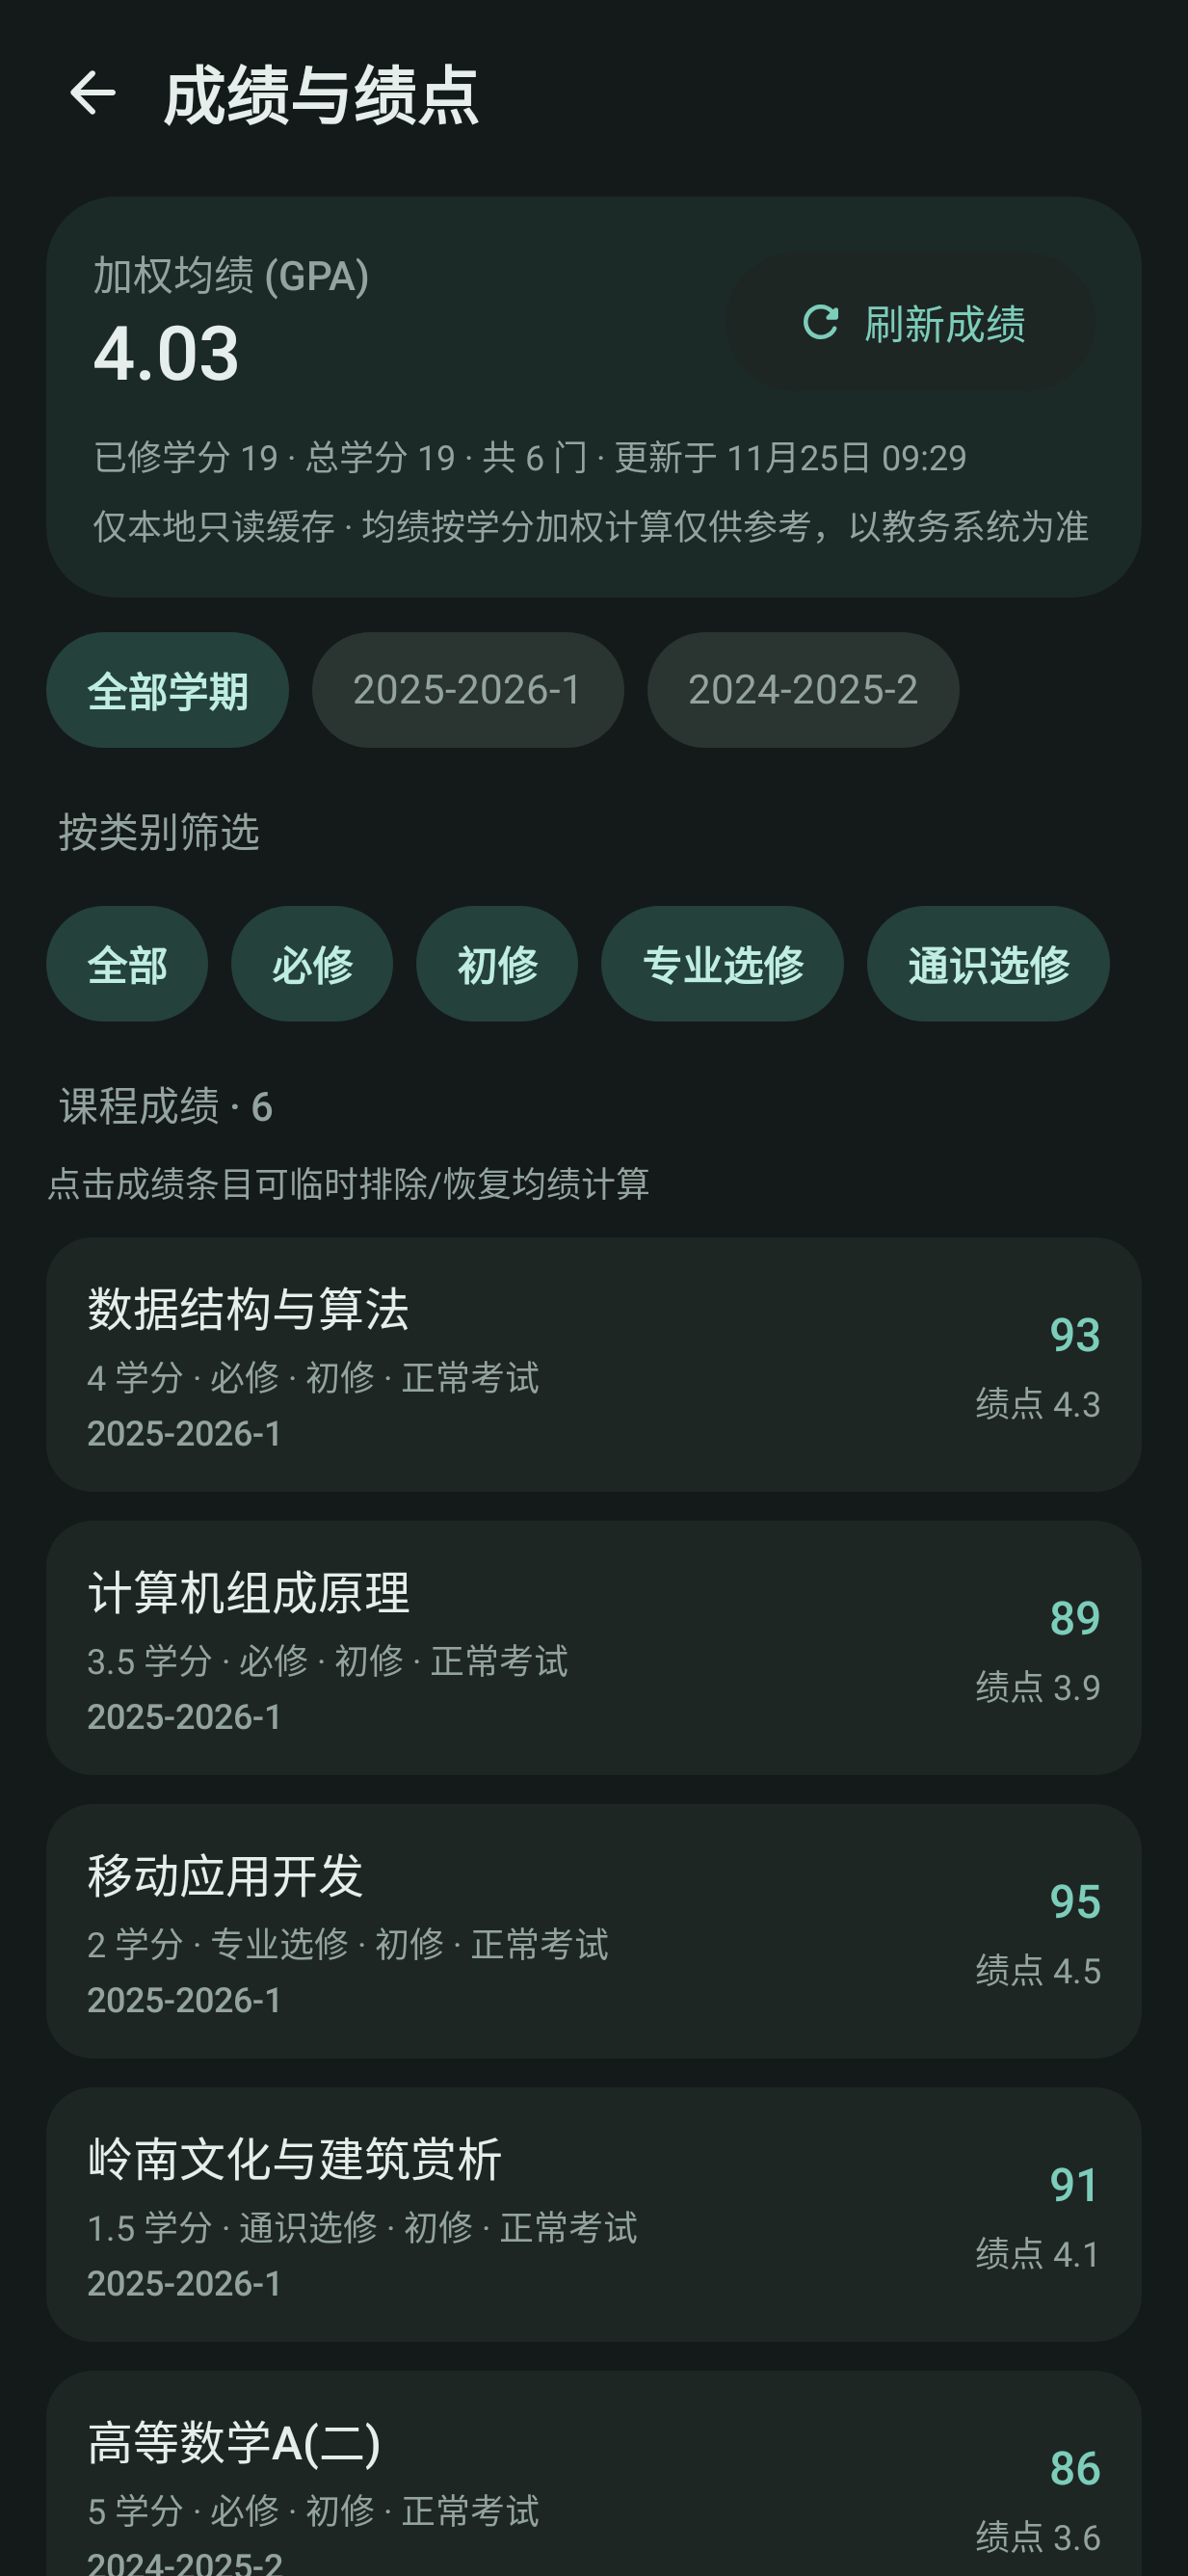 成绩与绩点
加权均绩 (GPA)
4.03
刷新成绩
已修学分 19 · 总学分 19 · 共 6 门 · 更新于 11月25日 09:29
仅本地只读缓存 · 均绩按学分加权计算仅供参考，以教务系统为准
全部学期 2025-2026-1 2024-2025-2
按类别筛选
全部 必修 初修 专业选修 通识选修
课程成绩 · 6
点击成绩条目可临时排除/恢复均绩计算
数据结构与算法
4 学分 · 必修 · 初修 · 正常考试
2025-2026-1
93
绩点 4.3
计算机组成原理
3.5 学分 · 必修 · 初修 · 正常考试
2025-2026-1
89
绩点 3.9
移动应用开发
2 学分 · 专业选修 · 初修 · 正常考试
2025-2026-1
95
绩点 4.5
岭南文化与建筑赏析
1.5 学分 · 通识选修 · 初修 · 正常考试
2025-2026-1
91
绩点 4.1
高等数学A(二)
5 学分 · 必修 · 初修 · 正常考试
2024-2025-2
86
绩点 3.6